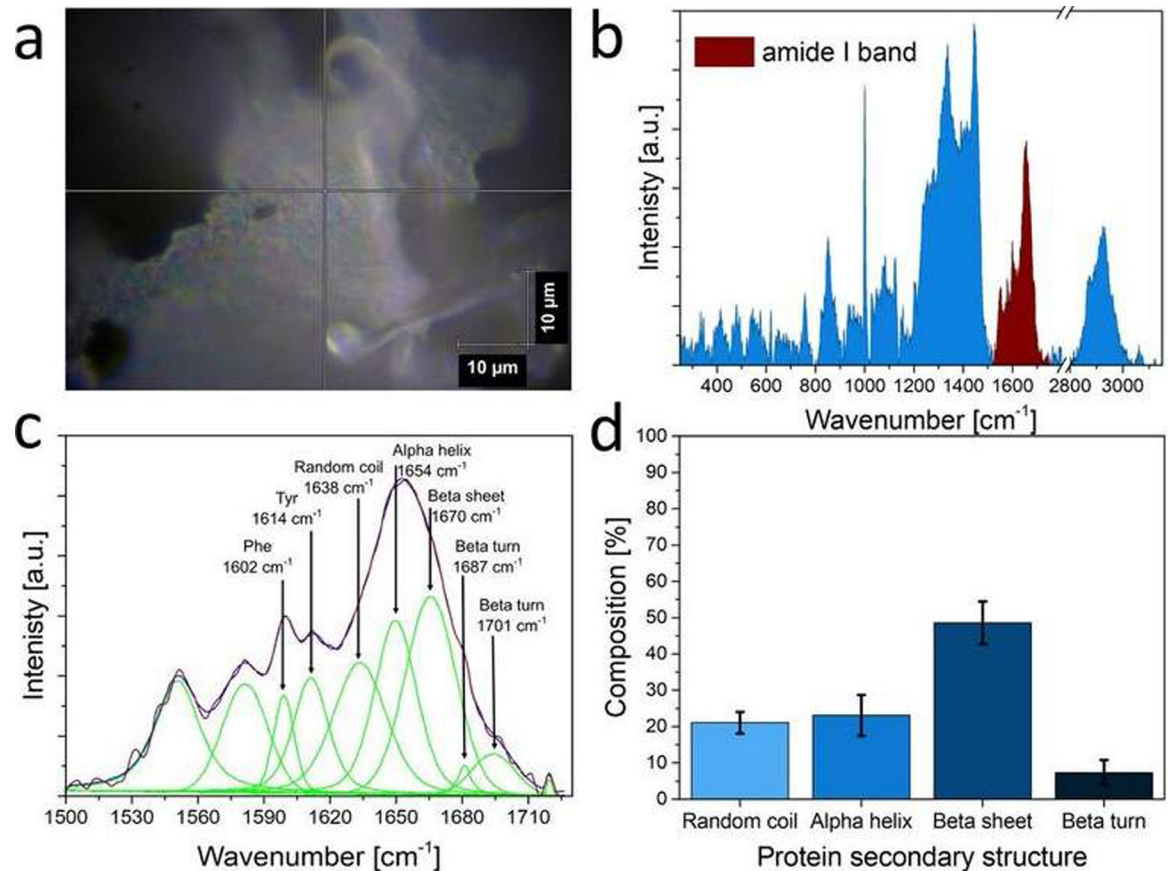 a
10 µm
10 µm
b
amide I band
Intenisty [a.u.]
400 600 800 1000 1200 1400 1600 2800 3000
Wavenumber [cm⁻¹]
c
Alpha helix
1654 cm⁻¹
Random coil
1638 cm⁻¹
Beta sheet
1670 cm⁻¹
Tyr
1614 cm⁻¹
Phe
1602 cm⁻¹
Beta turn
1687 cm⁻¹
Beta turn
1701 cm⁻¹
Intenisty [a.u.]
1500 1530 1560 1590 1620 1650 1680 1710
Wavenumber [cm⁻¹]
d
100
90
80
70
60
50
40
30
20
10
0
Composition [%]
Random coil Alpha helix Beta sheet Beta turn
Protein secondary structure